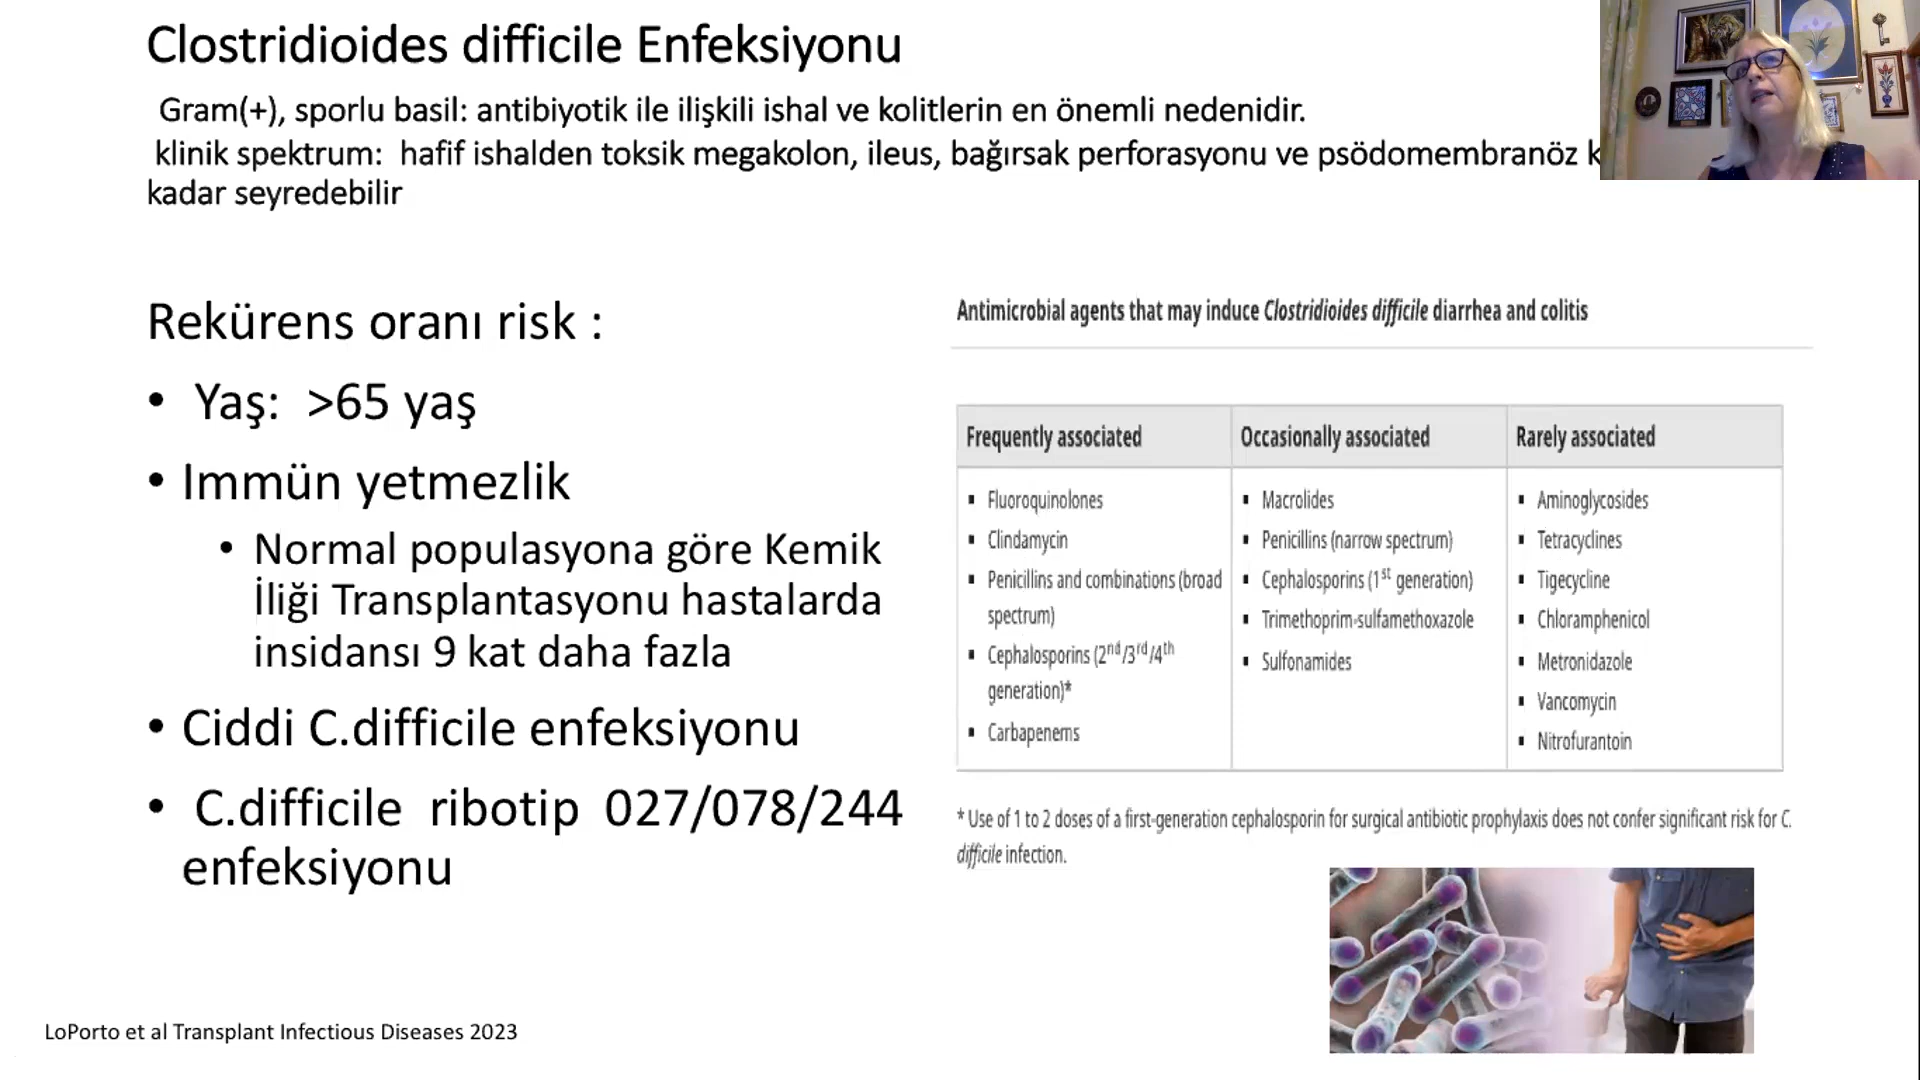 Clostridioides difficile Enfeksiyonu
Gram(+), sporlu basil: antibiyotik ile ilişkili ishal ve kolitlerin en önemli nedenidir.
klinik spektrum: hafif ishalden toksik megakolon, ileus, bağırsak perforasyonu ve psödomembranöz
kadar seyredebilir
Rekürens oranı risk :
• Yaş: >65 yaş
• Immün yetmezlik
• Normal populasyona göre Kemik
İliği Transplantasyonu hastalarda
insidansı 9 kat daha fazla
• Ciddi C.difficile enfeksiyonu
• C.difficile ribotip 027/078/244
enfeksiyonu
Antimicrobial agents that may induce Clostridioides difficile diarrhea and colitis
Frequently associated
▪ Fluoroquinolones
▪ Clindamycin
▪ Penicillins and combinations (broad
spectrum)
▪ Cephalosporins (2nd/3rd/4th
generation)*
▪ Carbapenems
Occasionally associated
▪ Macrolides
▪ Penicillins (narrow spectrum)
▪ Cephalosporins (1st generation)
▪ Trimethoprim-sulfamethoxazole
▪ Sulfonamides
Rarely associated
▪ Aminoglycosides
▪ Tetracyclines
▪ Tigecycline
▪ Chloramphenicol
▪ Metronidazole
▪ Vancomycin
▪ Nitrofurantoin
* Use of 1 to 2 doses of a first-generation cephalosporin for surgical antibiotic prophylaxis does not confer significant risk for C.
difficile infection.
LoPorto et al Transplant Infectious Diseases 2023